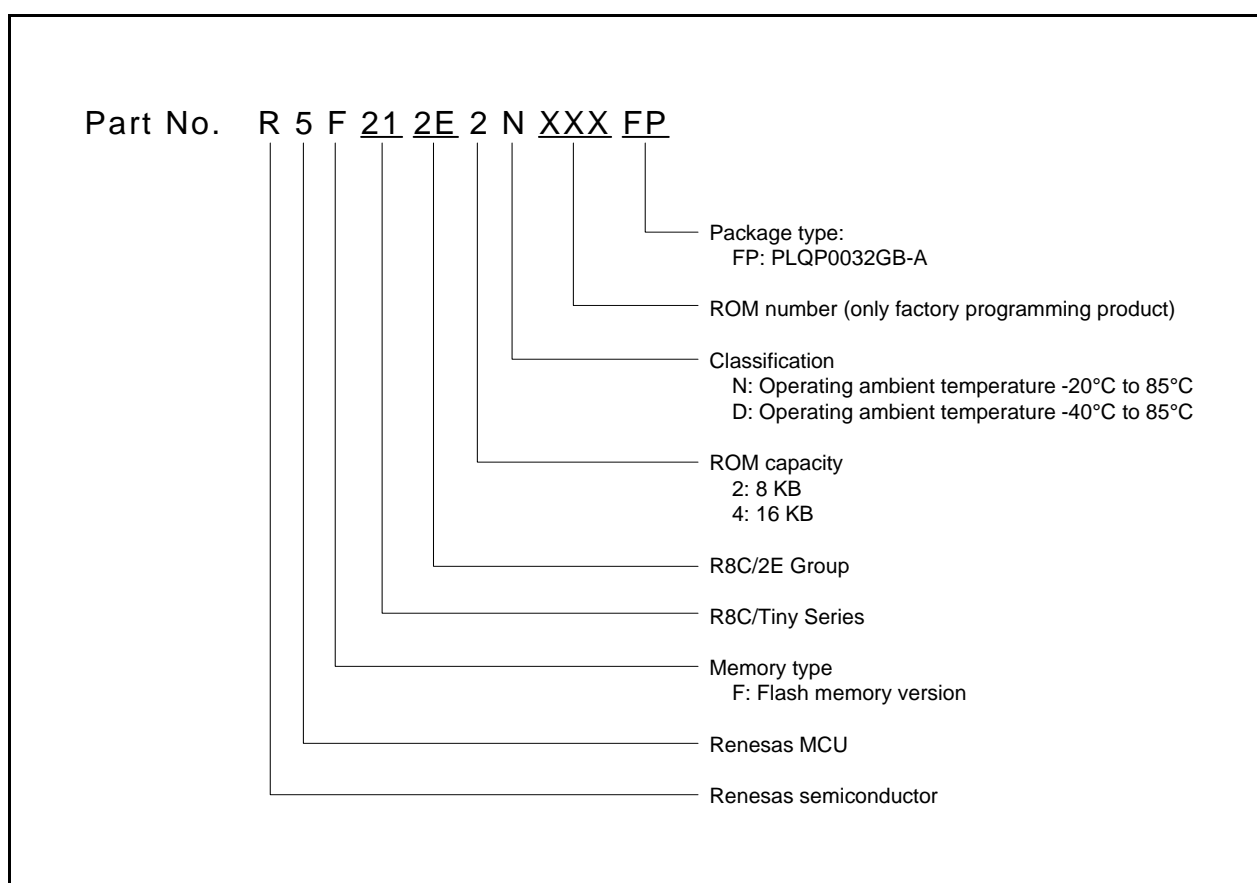 Part No. R 5 F 21 2E 2 N XXX FP
Package type:
FP: PLQP0032GB-A
ROM number (only factory programming product)
Classification
N: Operating ambient temperature -20°C to 85°C
D: Operating ambient temperature -40°C to 85°C
ROM capacity
2: 8 KB
4: 16 KB
R8C/2E Group
R8C/Tiny Series
Memory type
F: Flash memory version
Renesas MCU
Renesas semiconductor